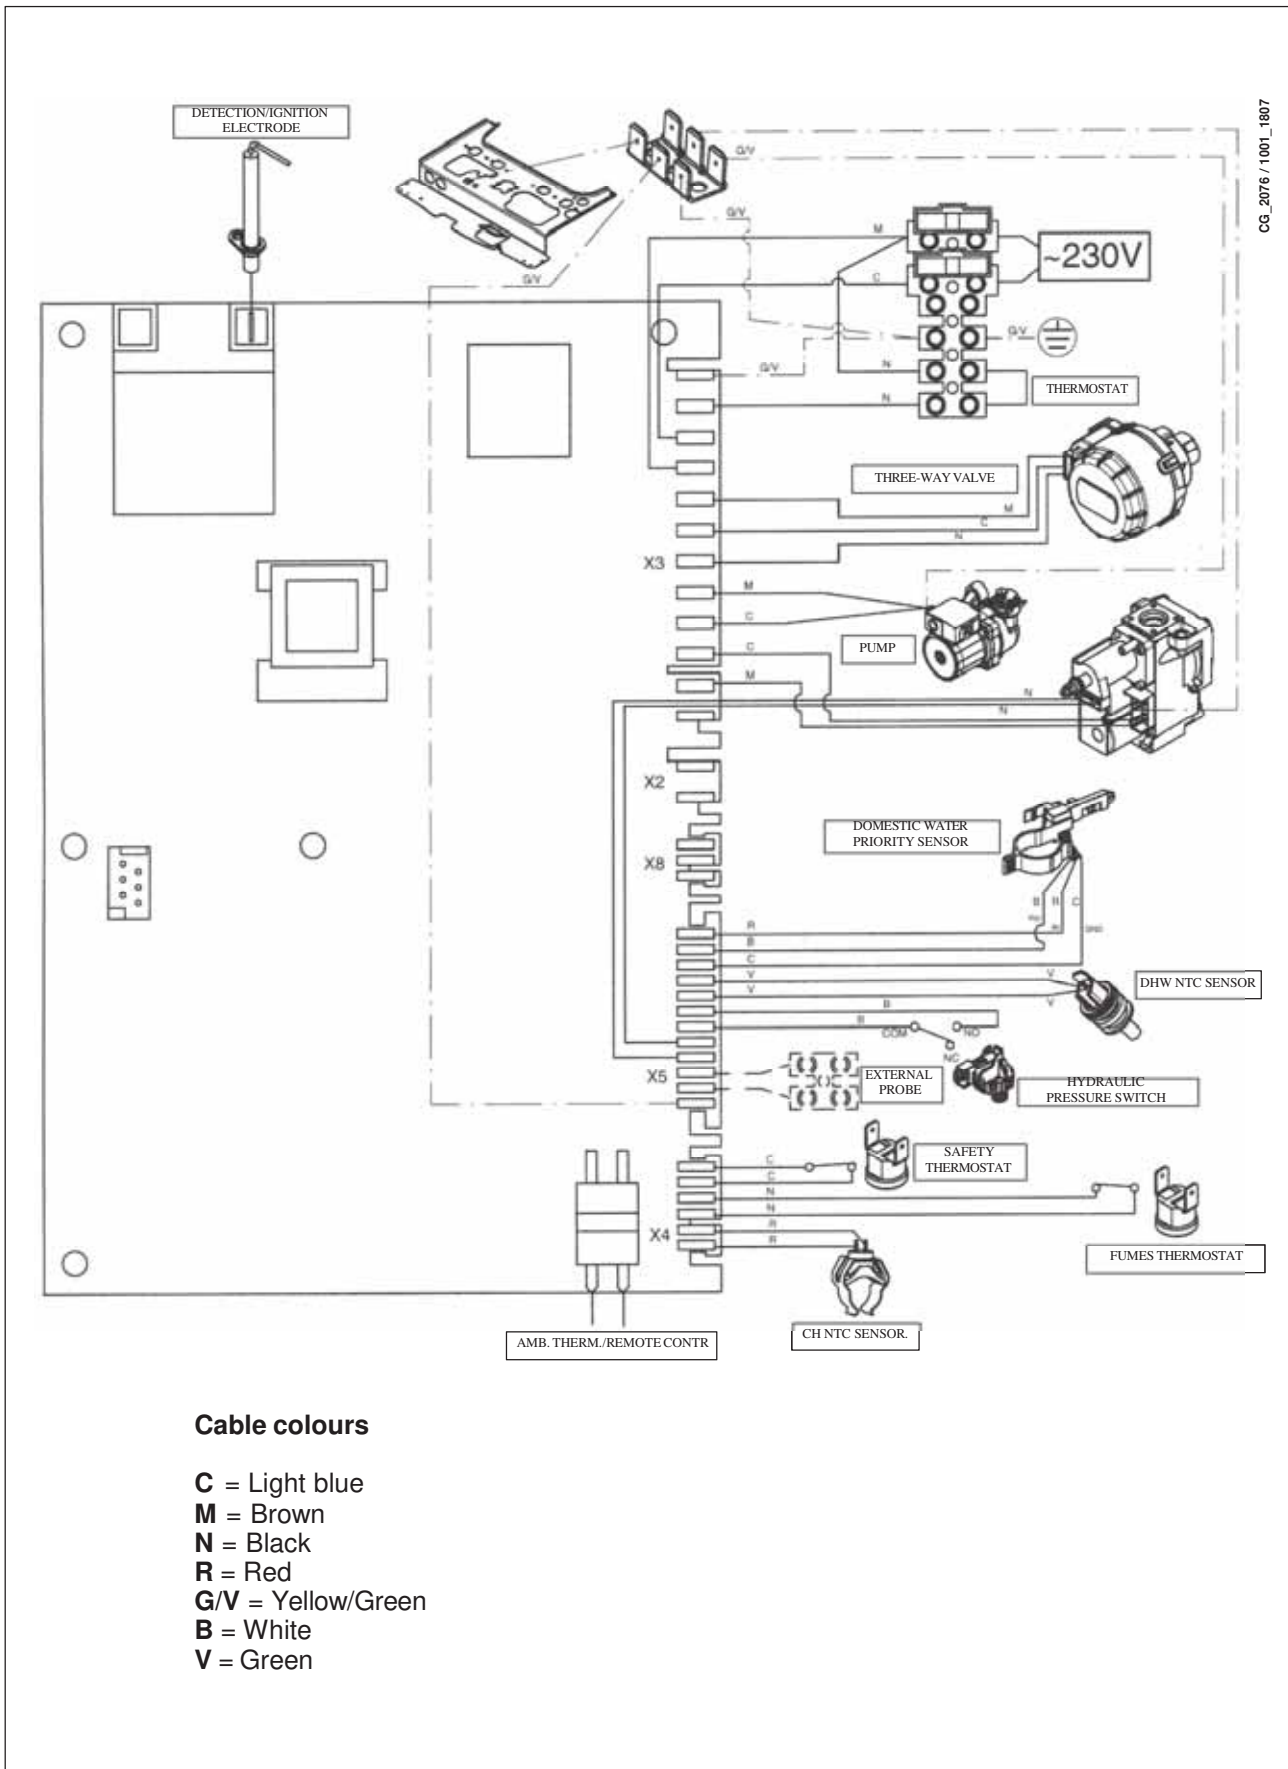 CG_2076 / 1001_1807
DETECTION/IGNITION
ELECTRODE
G/V
G/V
G/V
M
~230V
C
G/V
G/V
N
THERMOSTAT
N
THREE-WAY VALVE
M
C
N
X3
M
C
PUMP
C
M
N
N
X2
DOMESTIC WATER
PRIORITY SENSOR
X8
B R C
R
B
C
GND
V
V
V
V
DHW NTC SENSOR
B
B
COM
NO
NC
X5
EXTERNAL
PROBE
HYDRAULIC
PRESSURE SWITCH
C
C
SAFETY
THERMOSTAT
N
N
X4
R
R
FUMES THERMOSTAT
AMB. THERM./REMOTE CONTR
CH NTC SENSOR.
Cable colours
C = Light blue
M = Brown
N = Black
R = Red
G/V = Yellow/Green
B = White
V = Green